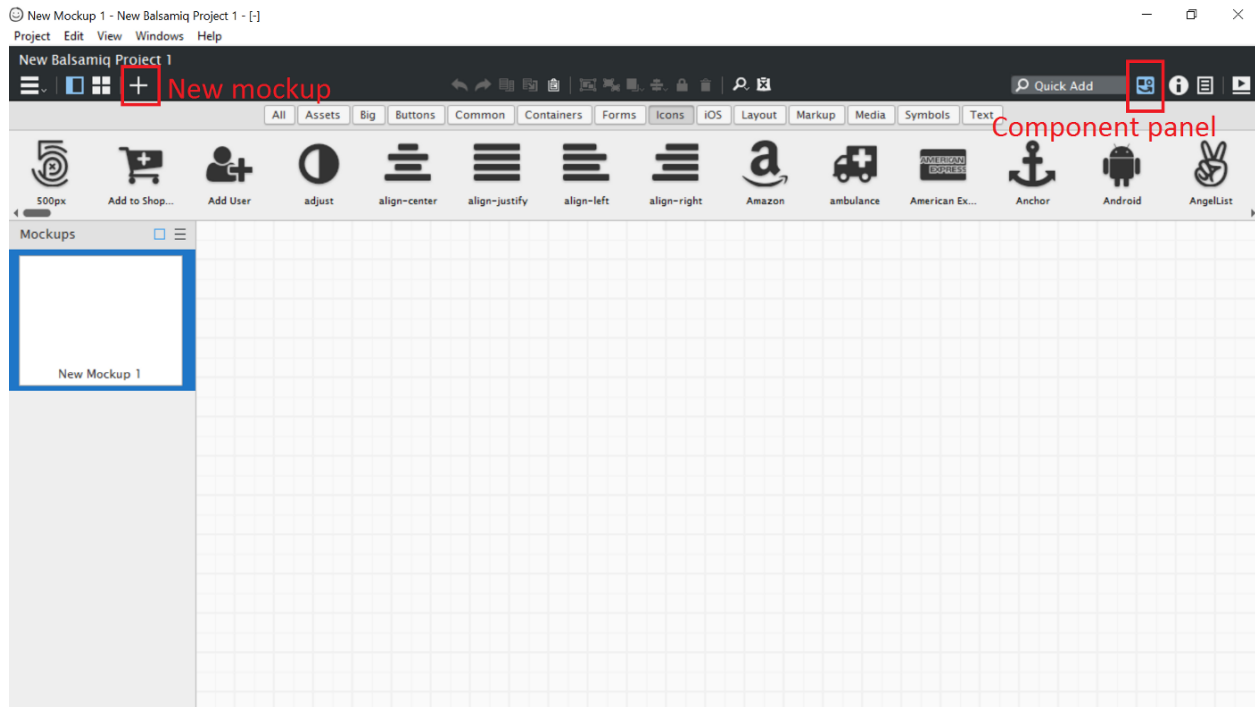 New Mockup 1 - New Balsamiq Project 1 - [-]
Project Edit View Windows Help
New Balsamiq Project 1
New mockup
Quick Add
Component panel
All Assets Big Buttons Common Containers Forms Icons iOS Layout Markup Media Symbols Text
500px Add to Shop... Add User adjust align-center align-justify align-left align-right Amazon ambulance American Ex... Anchor Android AngelList
AMERICAN
EXPRESS
Mockups
New Mockup 1